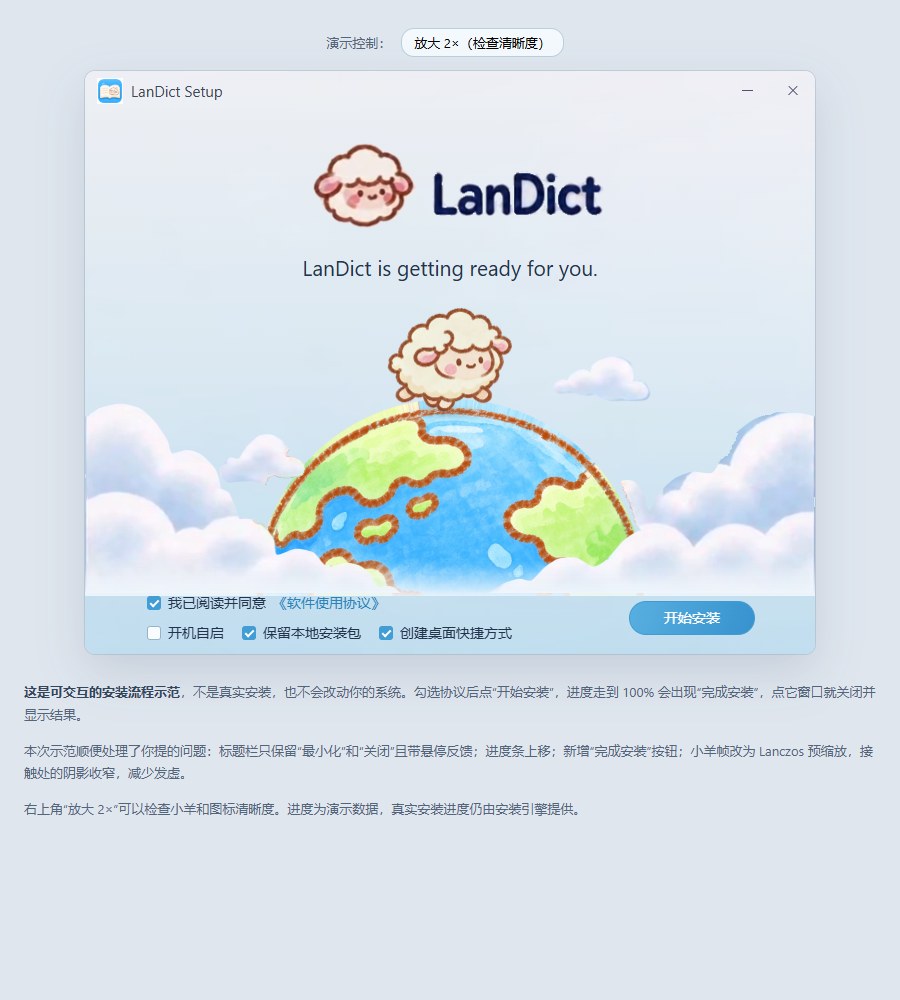 演示控制：
放大 2×（检查清晰度）
LanDict Setup
LanDict
LanDict is getting ready for you.
我已阅读并同意 《软件使用协议》
开机自启 保留本地安装包 创建桌面快捷方式
开始安装
这是可交互的安装流程示范，不是真实安装，也不会改动你的系统。勾选协议后点“开始安装”，进度走到 100% 会出现“完成安装”，点它窗口就关闭并
显示结果。
本次示范顺便处理了你提的问题：标题栏只保留“最小化”和“关闭”且带悬停反馈；进度条上移；新增“完成安装”按钮；小羊帧改为 Lanczos 预缩放，接
触处的阴影收窄，减少发虚。
右上角“放大 2×”可以检查小羊和图标清晰度。进度为演示数据，真实安装进度仍由安装引擎提供。